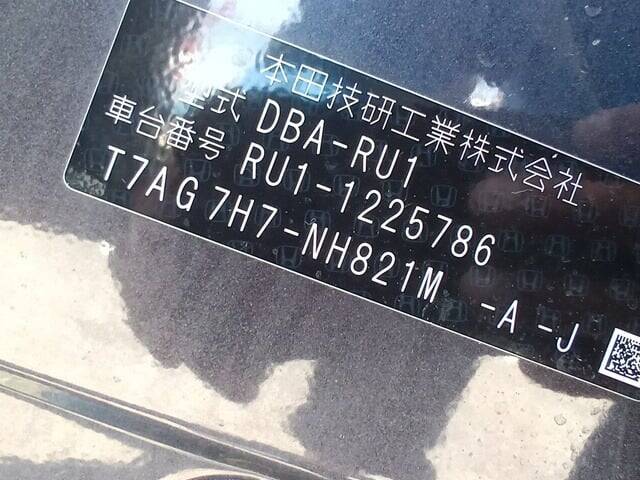 本田技研工業株式会社
型式 DBA-RU1
車台番号 RU1-1225786
T7AG 7H7-NH821M -A -J